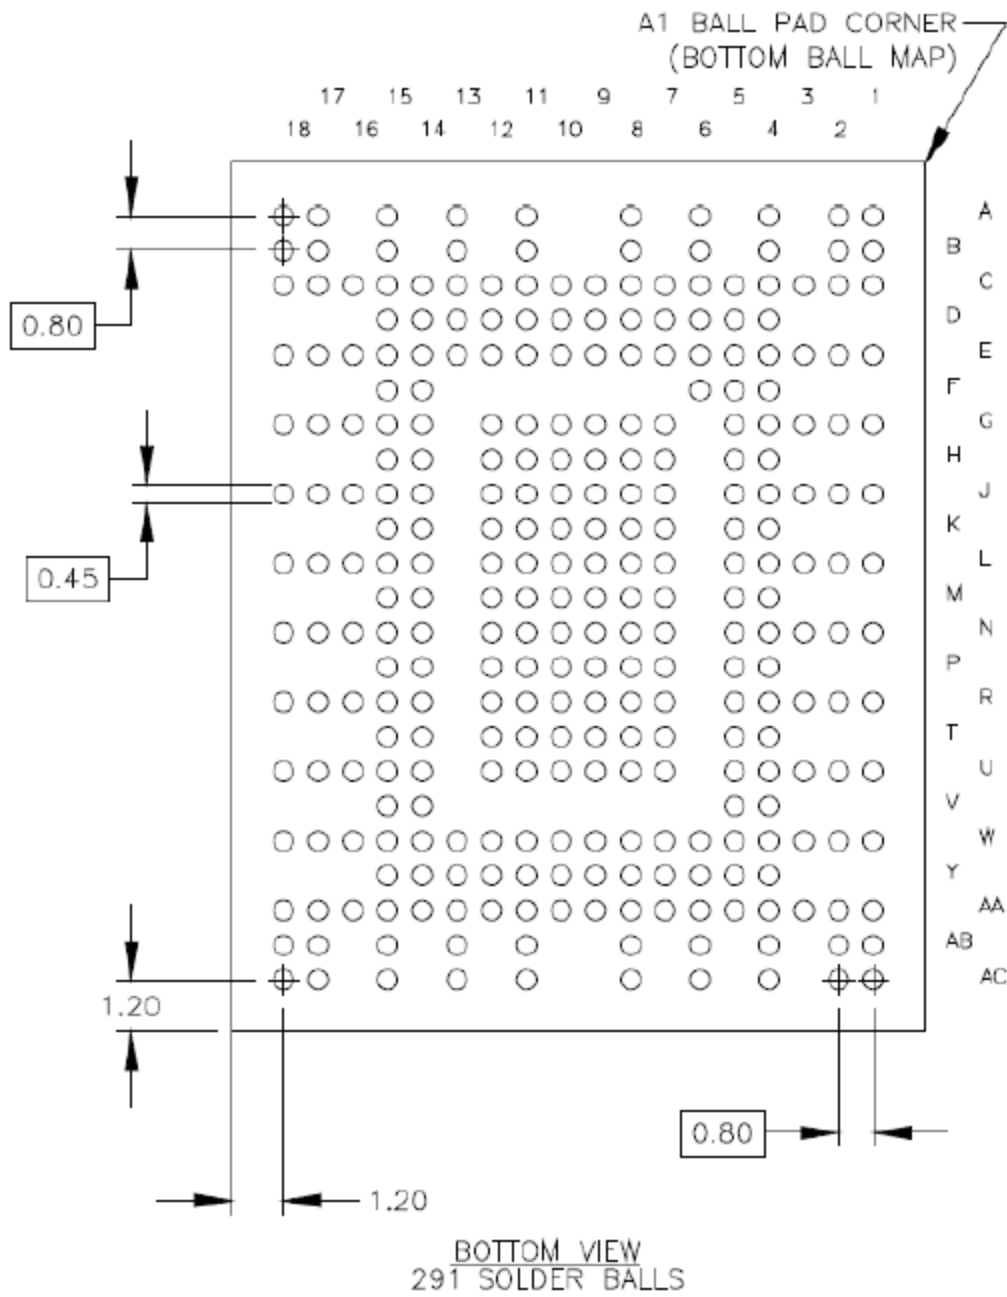 A1 BALL PAD CORNER
(BOTTOM BALL MAP)
17 15 13 11 9 7 5 3 1
18 16 14 12 10 8 6 4 2
A
B
C
0.80
D
E
F
G
H
J
K
L
0.45
M
N
P
R
T
U
V
W
Y
AA
AB
AC
1.20
0.80
1.20
BOTTOM VIEW
291 SOLDER BALLS